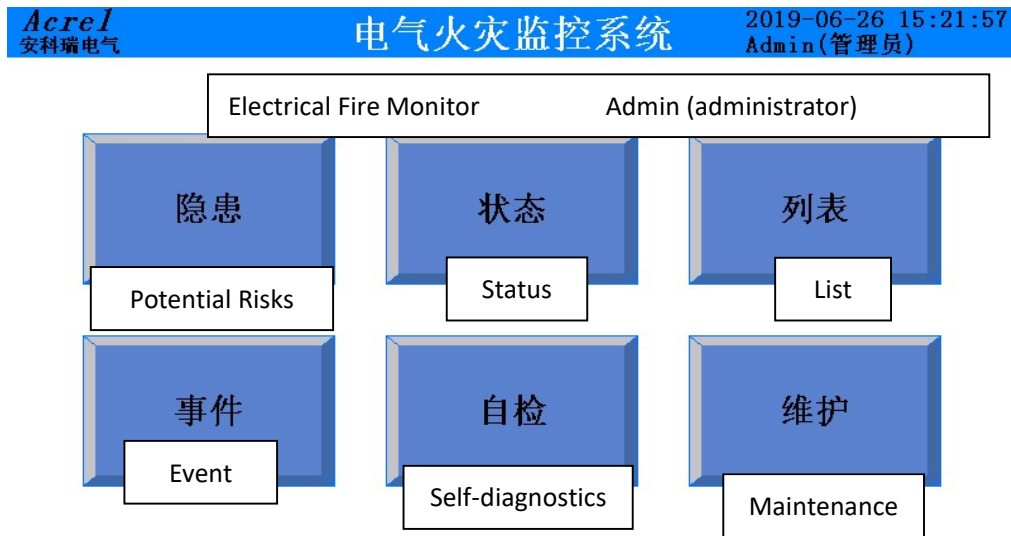 Acrel
安科瑞电气
电气火灾监控系统
2019-06-26 15:21:57
Admin(管理员)
Electrical Fire Monitor Admin (administrator)
隐患
状态
列表
Potential Risks
Status
List
事件
自检
维护
Event
Self-diagnostics
Maintenance